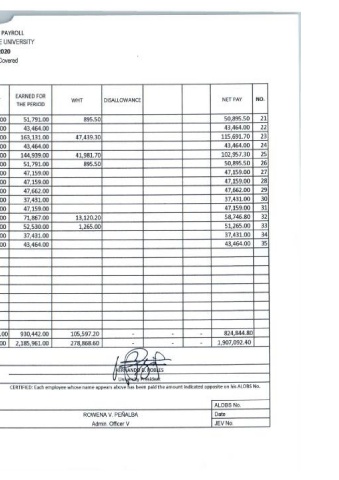 PAYROLL
E UNIVERSITY
2020
Covered
EARNED FOR THE PERIOD WHT DISALLOWANCE NET PAY NO.
00 51,791.00 895.50 50,895.50 21
00 43,464.00 43,464.00 22
00 163,131.00 47,439.30 115,691.70 23
00 43,464.00 43,464.00 24
00 144,939.00 41,981.70 102,957.30 25
00 51,791.00 895.50 50,895.50 26
00 47,159.00 47,159.00 27
00 47,159.00 47,159.00 28
00 47,662.00 47,662.00 29
00 37,431.00 37,431.00 30
00 47,159.00 47,159.00 31
00 71,867.00 13,120.20 58,746.80 32
00 52,530.00 1,265.00 51,265.00 33
00 37,431.00 37,431.00 34
00 43,464.00 43,464.00 35
.00 930,442.00 105,597.20 - - - 824,844.80
00 2,185,961.00 278,868.60 - - - 1,907,092.40
HERNANDO D. ROBLES
University President
CERTIFIED: Each employee whose name appears above has been paid the amount indicated opposite on his ALOBS No.
ALOBS No.
ROWENA V. PEÑALBA Date
Admin. Officer V JEV No.